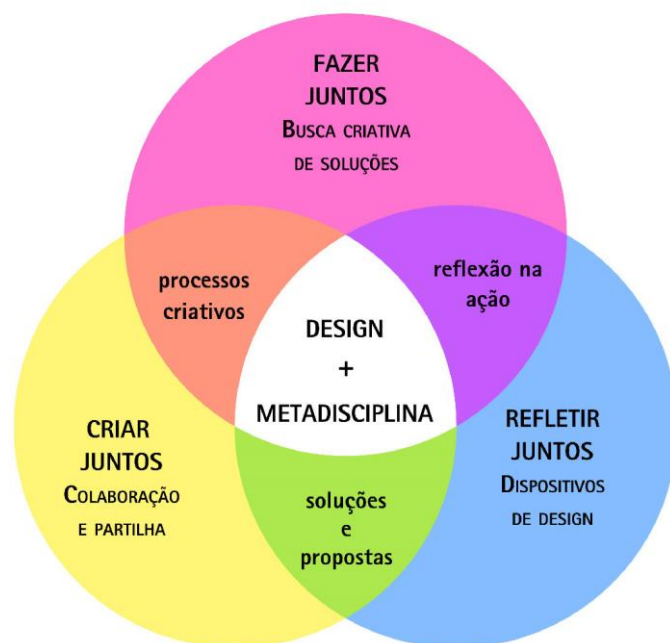 FAZER
JUNTOS
BUSCA CRIATIVA
DE SOLUÇÕES
processos
criativos
reflexão na
ação
DESIGN
+
METADISCIPLINA
CRIAR
JUNTOS
COLABORAÇÃO
E PARTILHA
REFLETIR
JUNTOS
DISPOSITIVOS
DE DESIGN
soluções
e
propostas